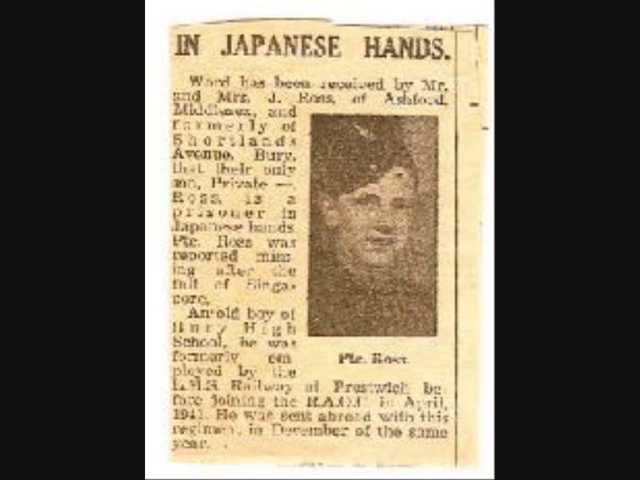 IN JAPANESE HANDS.
Word has been received by Mr.
and Mrs. J. Ross, of Ashford,
Middlesex, and
formerly of
Shortlands
Avenue, Bury,
that their only
son, Private —.
Ross, is a
prisoner in
Japanese hands.
Pte. Ross was
reported miss-
ing after the
fall of Singa-
pore.
An old boy of
Bury High
School, he was
formerly em-
ployed by the
L.M.S. Railway at Prestwich be-
fore joining the R.A.O.C. in April,
1941. He was sent abroad with this
regiment in December of the same
year.
Pte. Ross.